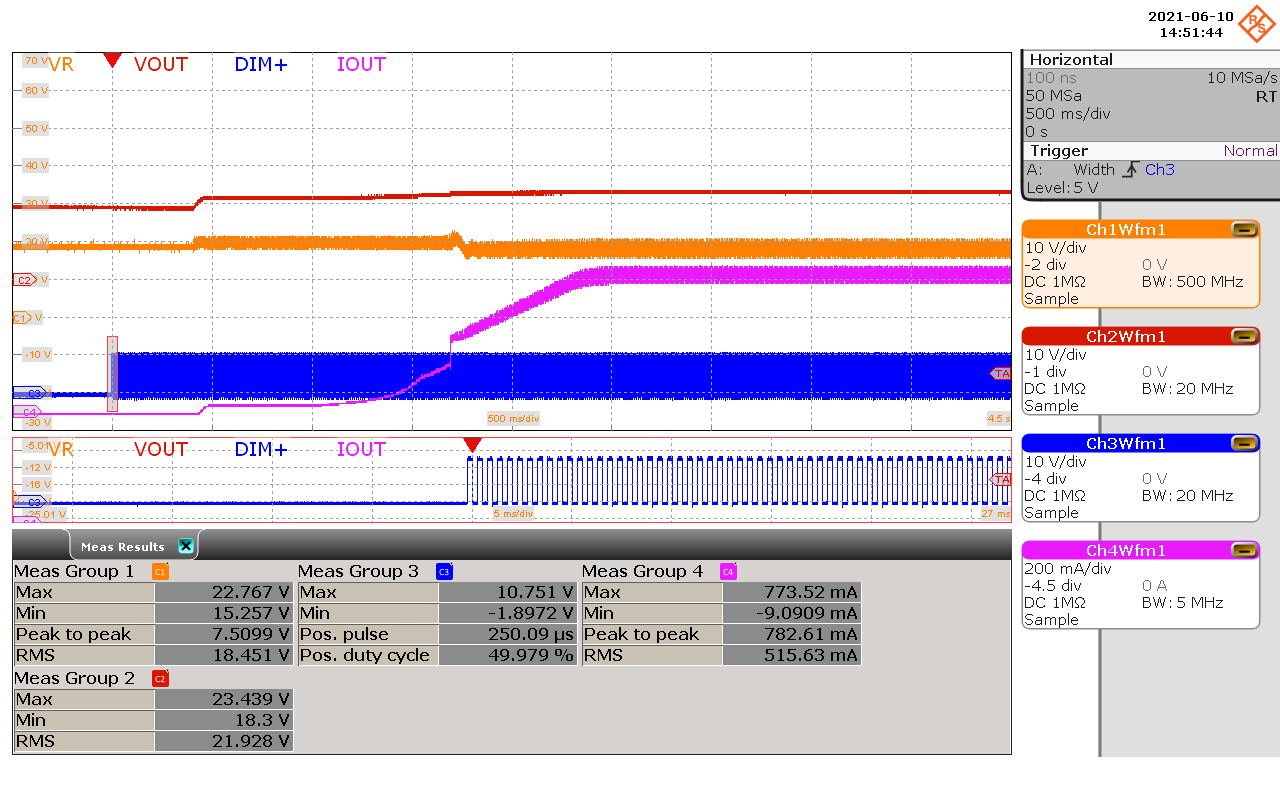 2021-06-10
14:51:44
VR VOUT DIM+ IOUT
70 V
60 V
50 V
40 V
30 V
20 V
C2 V
C1 V
-10 V
C3
C4
-30 V
TA
500 ms/div
4.5 s
VR VOUT DIM+ IOUT
-5.01
-12 V
-16 V
-25.01 V
TA
5 ms/div
27 ms
Horizontal
100 ns 10 MSa/s
50 MSa RT
500 ms/div
0 s
Trigger Normal
A: Width Ch3
Level: 5 V
Ch1Wfm1
10 V/div
-2 div 0 V
DC 1MΩ BW: 500 MHz
Sample
Ch2Wfm1
10 V/div
-1 div 0 V
DC 1MΩ BW: 20 MHz
Sample
Ch3Wfm1
10 V/div
-4 div 0 V
DC 1MΩ BW: 20 MHz
Sample
Ch4Wfm1
200 mA/div
-4.5 div 0 A
DC 1MΩ BW: 5 MHz
Sample
Meas Results
Meas Group 1 C1
Max 22.767 V
Min 15.257 V
Peak to peak 7.5099 V
RMS 18.451 V
Meas Group 3 C3
Max 10.751 V
Min -1.8972 V
Pos. pulse 250.09 µs
Pos. duty cycle 49.979 %
Meas Group 4 C4
Max 773.52 mA
Min -9.0909 mA
Peak to peak 782.61 mA
RMS 515.63 mA
Meas Group 2 C2
Max 23.439 V
Min 18.3 V
RMS 21.928 V